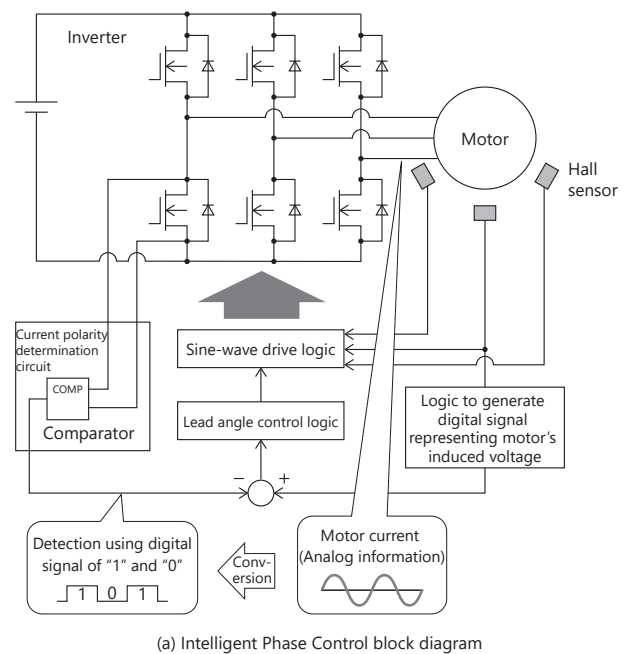 Inverter
Motor
Hall
sensor
Current polarity
determination
circuit
COMP
Comparator
Sine-wave drive logic
Lead angle control logic
Logic to generate
digital signal
representing motor's
induced voltage
−
+
Detection using digital
signal of “1” and “0”
1 0 1
Conv-
ersion
Motor current
(Analog information)
(a) Intelligent Phase Control block diagram